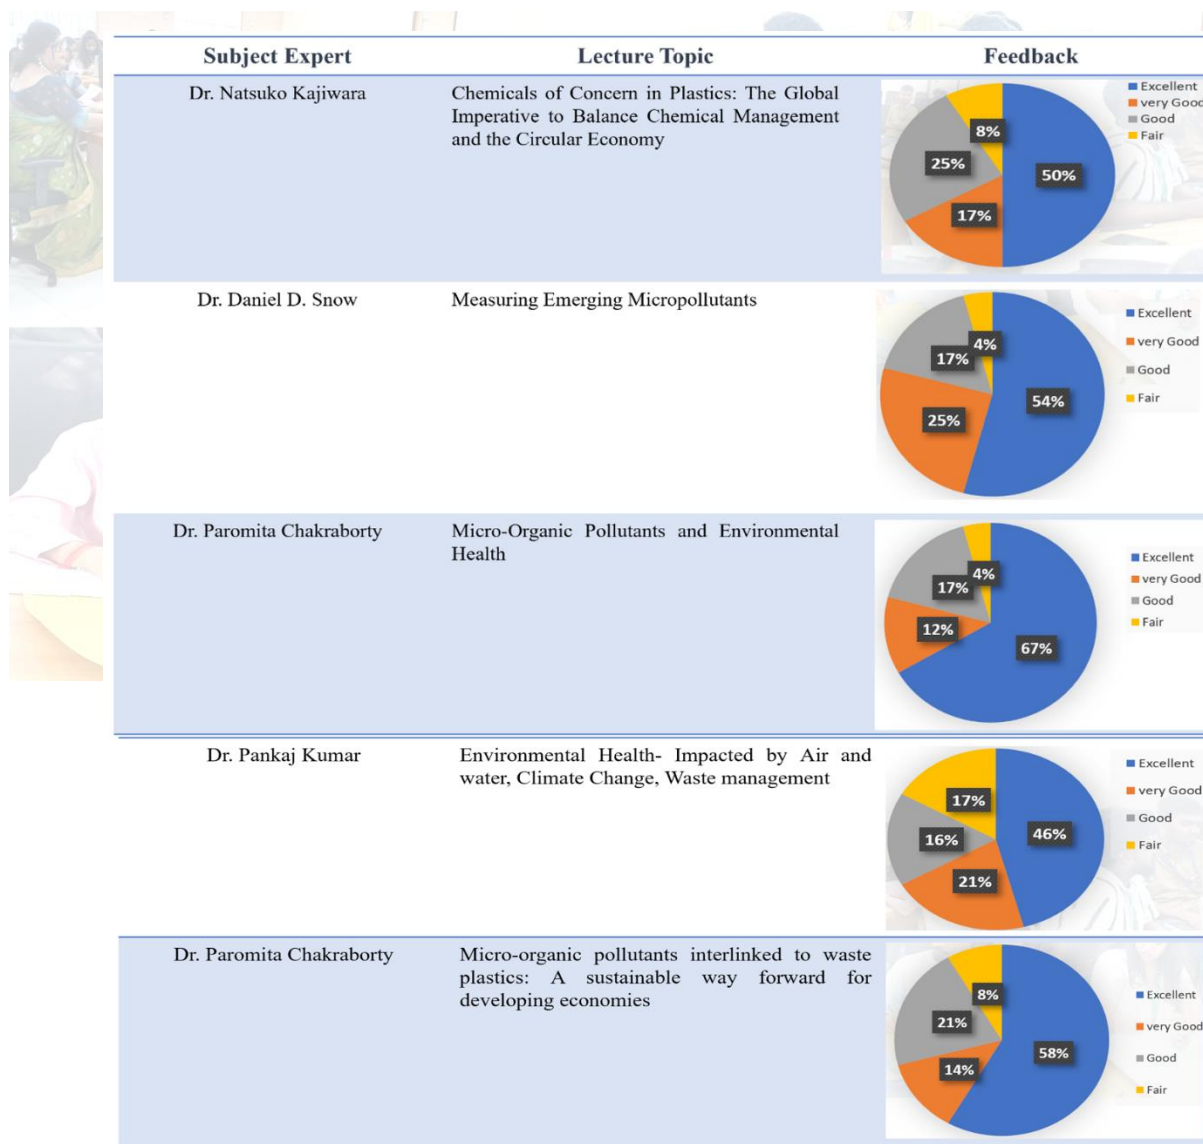 Subject Expert Lecture Topic Feedback
Dr. Natsuko Kajiwara
Chemicals of Concern in Plastics: The Global
Imperative to Balance Chemical Management
and the Circular Economy
Excellent
very Good
Good
Fair
8%
25%
50%
17%
Dr. Daniel D. Snow
Measuring Emerging Micropollutants
Excellent
very Good
Good
Fair
4%
17%
54%
25%
Dr. Paromita Chakraborty
Micro-Organic Pollutants and Environmental
Health
Excellent
very Good
Good
Fair
4%
17%
12%
67%
Dr. Pankaj Kumar
Environmental Health- Impacted by Air and
water, Climate Change, Waste management
Excellent
very Good
Good
Fair
17%
46%
16%
21%
Dr. Paromita Chakraborty
Micro-organic pollutants interlinked to waste
plastics: A sustainable way forward for
developing economies
Excellent
very Good
Good
Fair
8%
21%
58%
14%